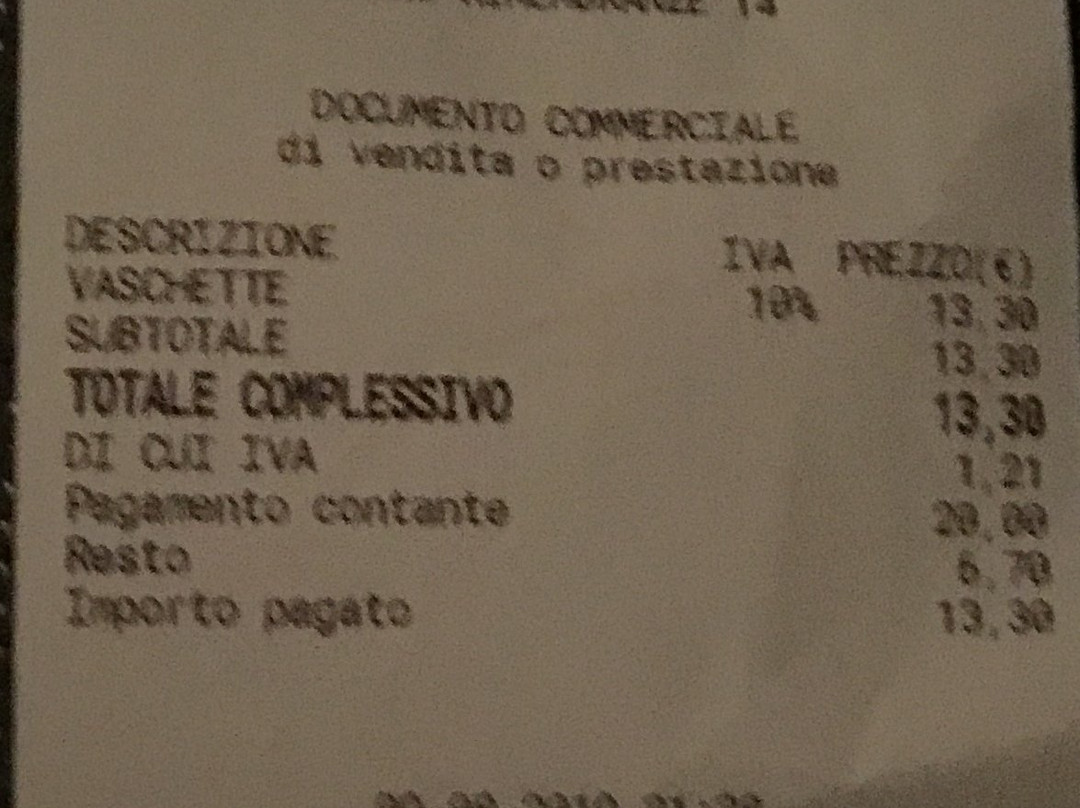 DOCUMENTO COMMERCIALE
di vendita o prestazione
DESCRIZIONE IVA PREZZO(€)
VASCHETTE 10% 13,30
SUBTOTALE 13,30
TOTALE COMPLESSIVO 13,30
DI CUI IVA 1,21
Pagamento contante 20,00
Resto 6,70
Importo pagato 13,30